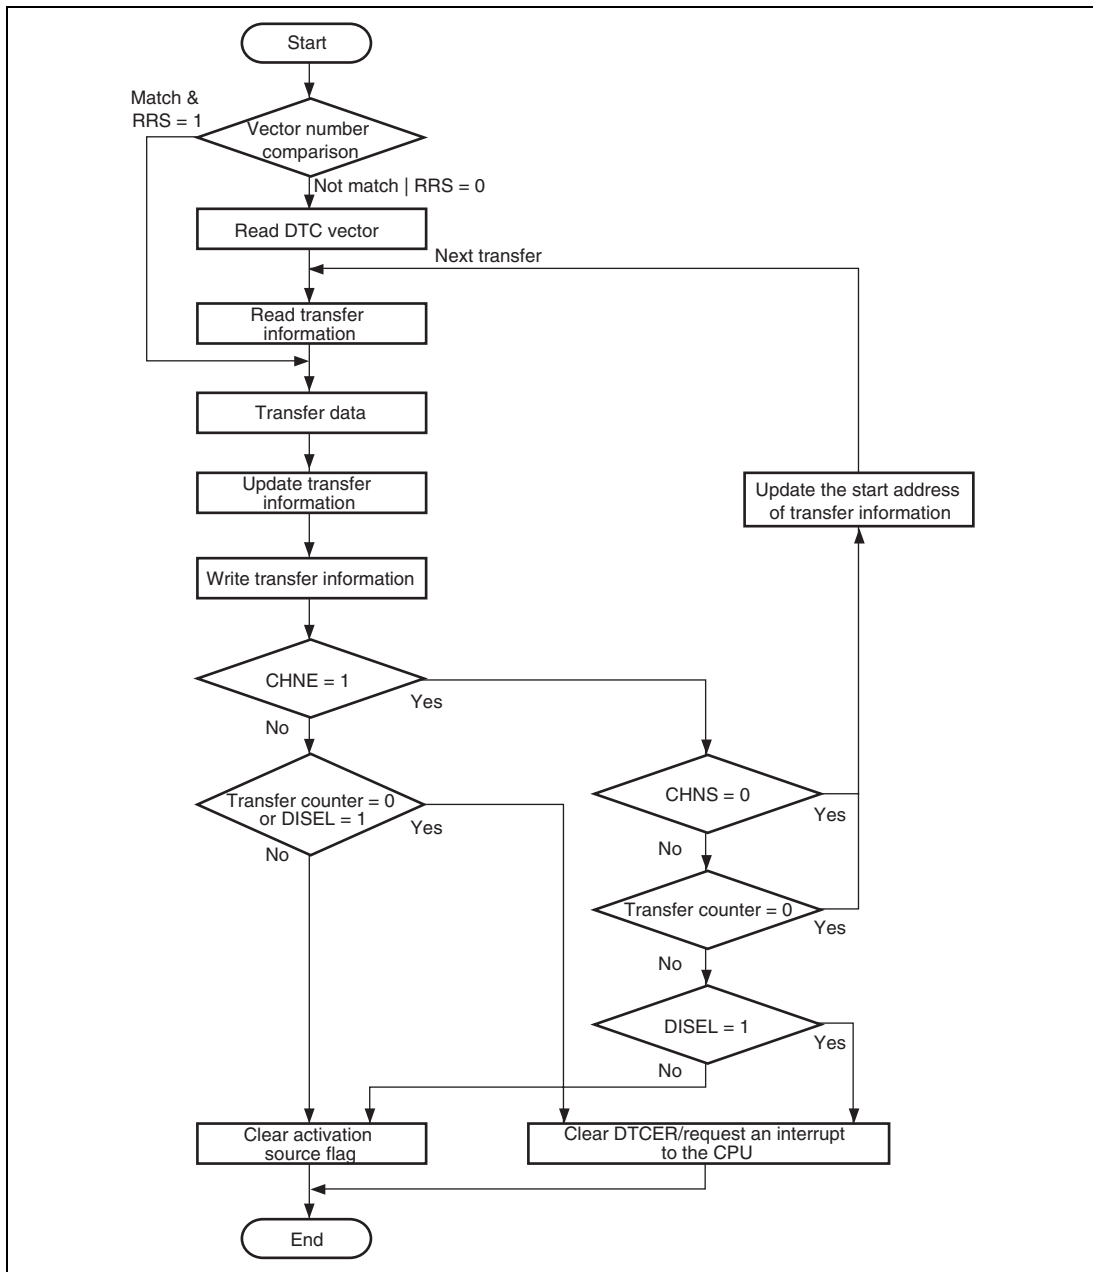 Start
Match &
RRS = 1
Vector number
comparison
Not match | RRS = 0
Read DTC vector
Next transfer
Read transfer
information
Transfer data
Update transfer
information
Update the start address
of transfer information
Write transfer information
CHNE = 1
Yes
No
Transfer counter = 0
or DISEL = 1
Yes
No
CHNS = 0
Yes
No
Transfer counter = 0
Yes
No
DISEL = 1
Yes
No
Clear activation
source flag
Clear DTCER/request an interrupt
to the CPU
End